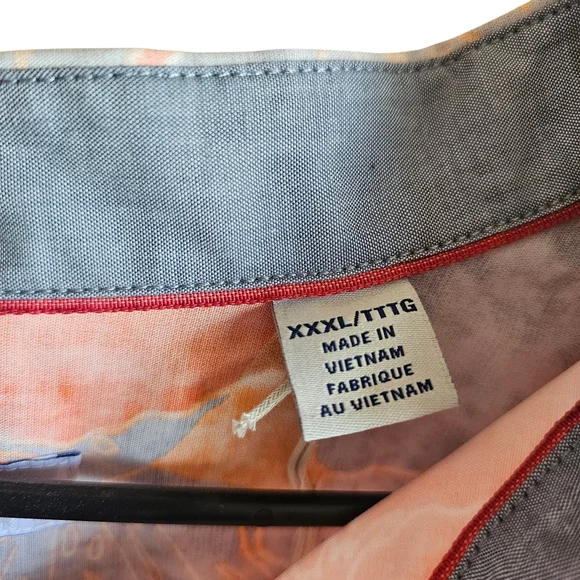 XXXL/TTTG
MADE IN
VIETNAM
FABRIQUE
AU VIETNAM